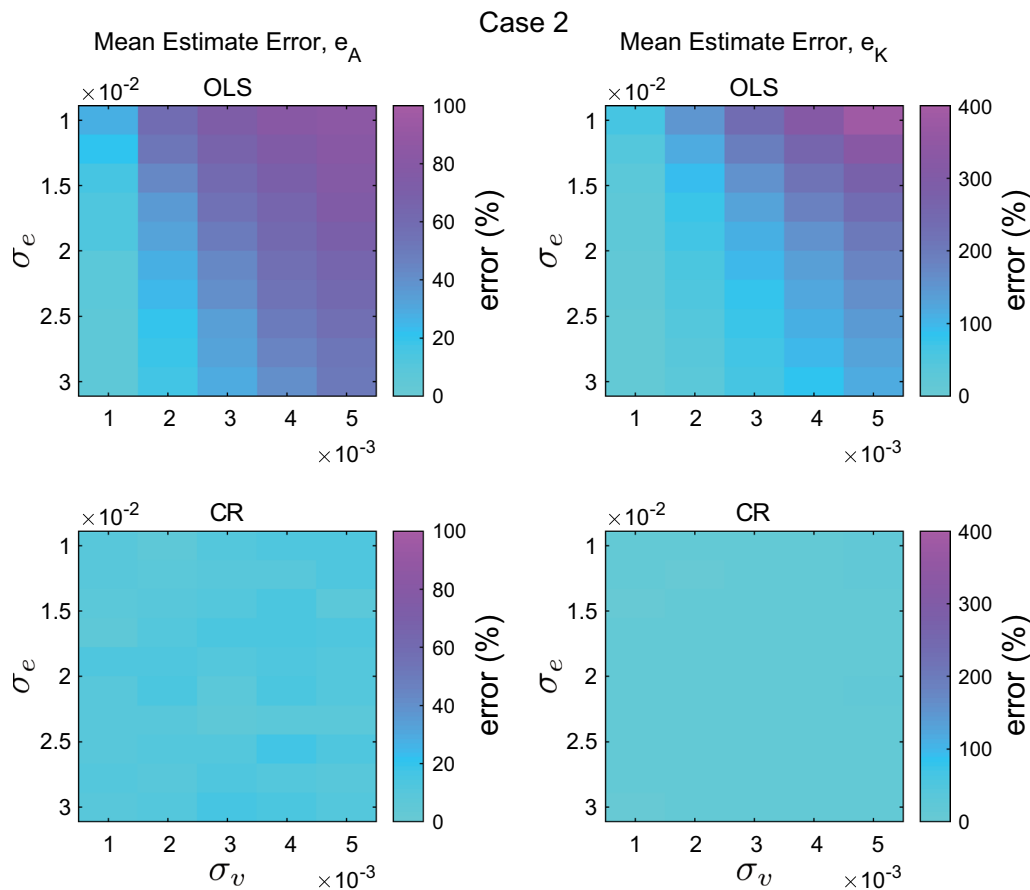 Case 2
Mean Estimate Error, e_A
× 10⁻²
OLS
1
1.5
2
2.5
3
σ_e
1 2 3 4 5
× 10⁻³
100
80
60
40
20
0
error (%)
Mean Estimate Error, e_K
× 10⁻²
OLS
1
1.5
2
2.5
3
σ_e
1 2 3 4 5
× 10⁻³
400
300
200
100
0
error (%)
× 10⁻²
CR
1
1.5
2
2.5
3
σ_e
1 2 3 4 5
σ_v
× 10⁻³
100
80
60
40
20
0
error (%)
× 10⁻²
CR
1
1.5
2
2.5
3
σ_e
1 2 3 4 5
σ_v
× 10⁻³
400
300
200
100
0
error (%)